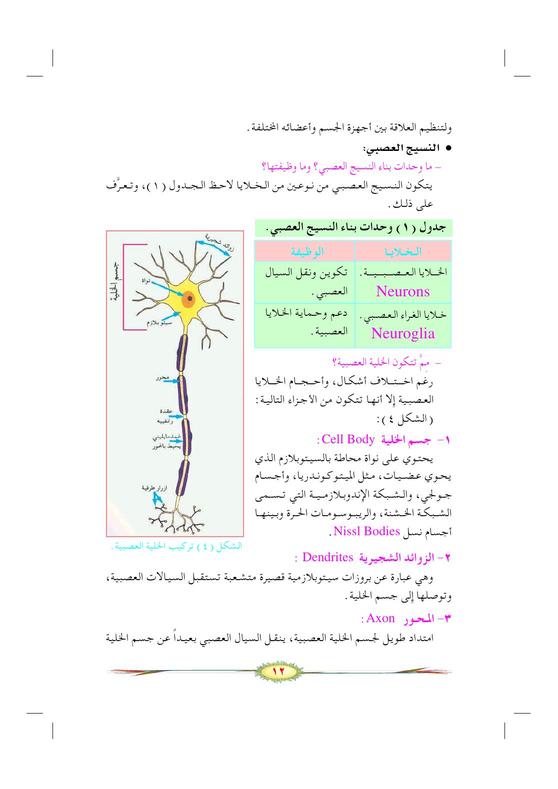 ولتنظيم العلاقة بين أجهزة الجسم وأعضائه المختلفة.
● النسيج العصبي:
– ما وحدات بناء النسيج العصبي؟ وما وظيفتها؟
يتكون النسيج العصبي من نوعين من الخلايا لاحظ الجدول (١)، وتعرَّف
على ذلك.
جدول (١) وحدات بناء النسيج العصبي.
الخلايا الوظيفة
الخلايا العصبية. تكوين ونقل السيال
Neurons العصبي.
خلايا الغراء العصبي. دعم وحماية الخلايا
Neuroglia العصبية.
زوائد شجيرية
جسم الخلية
نواة
سيتوبلازم
محور
عقدة
رانفييه
يحيط بالمحور
ازرار طرفية
الشكل (٤) تركيب الخلية العصبية.
– مِمَّ تتكون الخلية العصبية؟
رغم اختلاف أشكال، وأحجام الخلايا
العصبية إلا أنها تتكون من الأجزاء التالية:
(الشكل ٤):
١– جسم الخلية Cell Body:
يحتوي على نواة محاطة بالسيتوبلازم الذي
يحوي عضيات، مثل الميتوكوندريا، وأجسام
جولجي، والشبكة الإندوبلازمية التي تسمى
الشبكة الخشنة، والريبوسومات الحرة وبينها
أجسام نسل Nissl Bodies.
٢– الزوائد الشجيرية Dendrites :
وهي عبارة عن بروزات سيتوبلازمية قصيرة متشعبة تستقبل السيالات العصبية،
وتوصلها إلى جسم الخلية.
٣– المحور Axon:
امتداد طويل لجسم الخلية العصبية، ينقل السيال العصبي بعيداً عن جسم الخلية
١٢